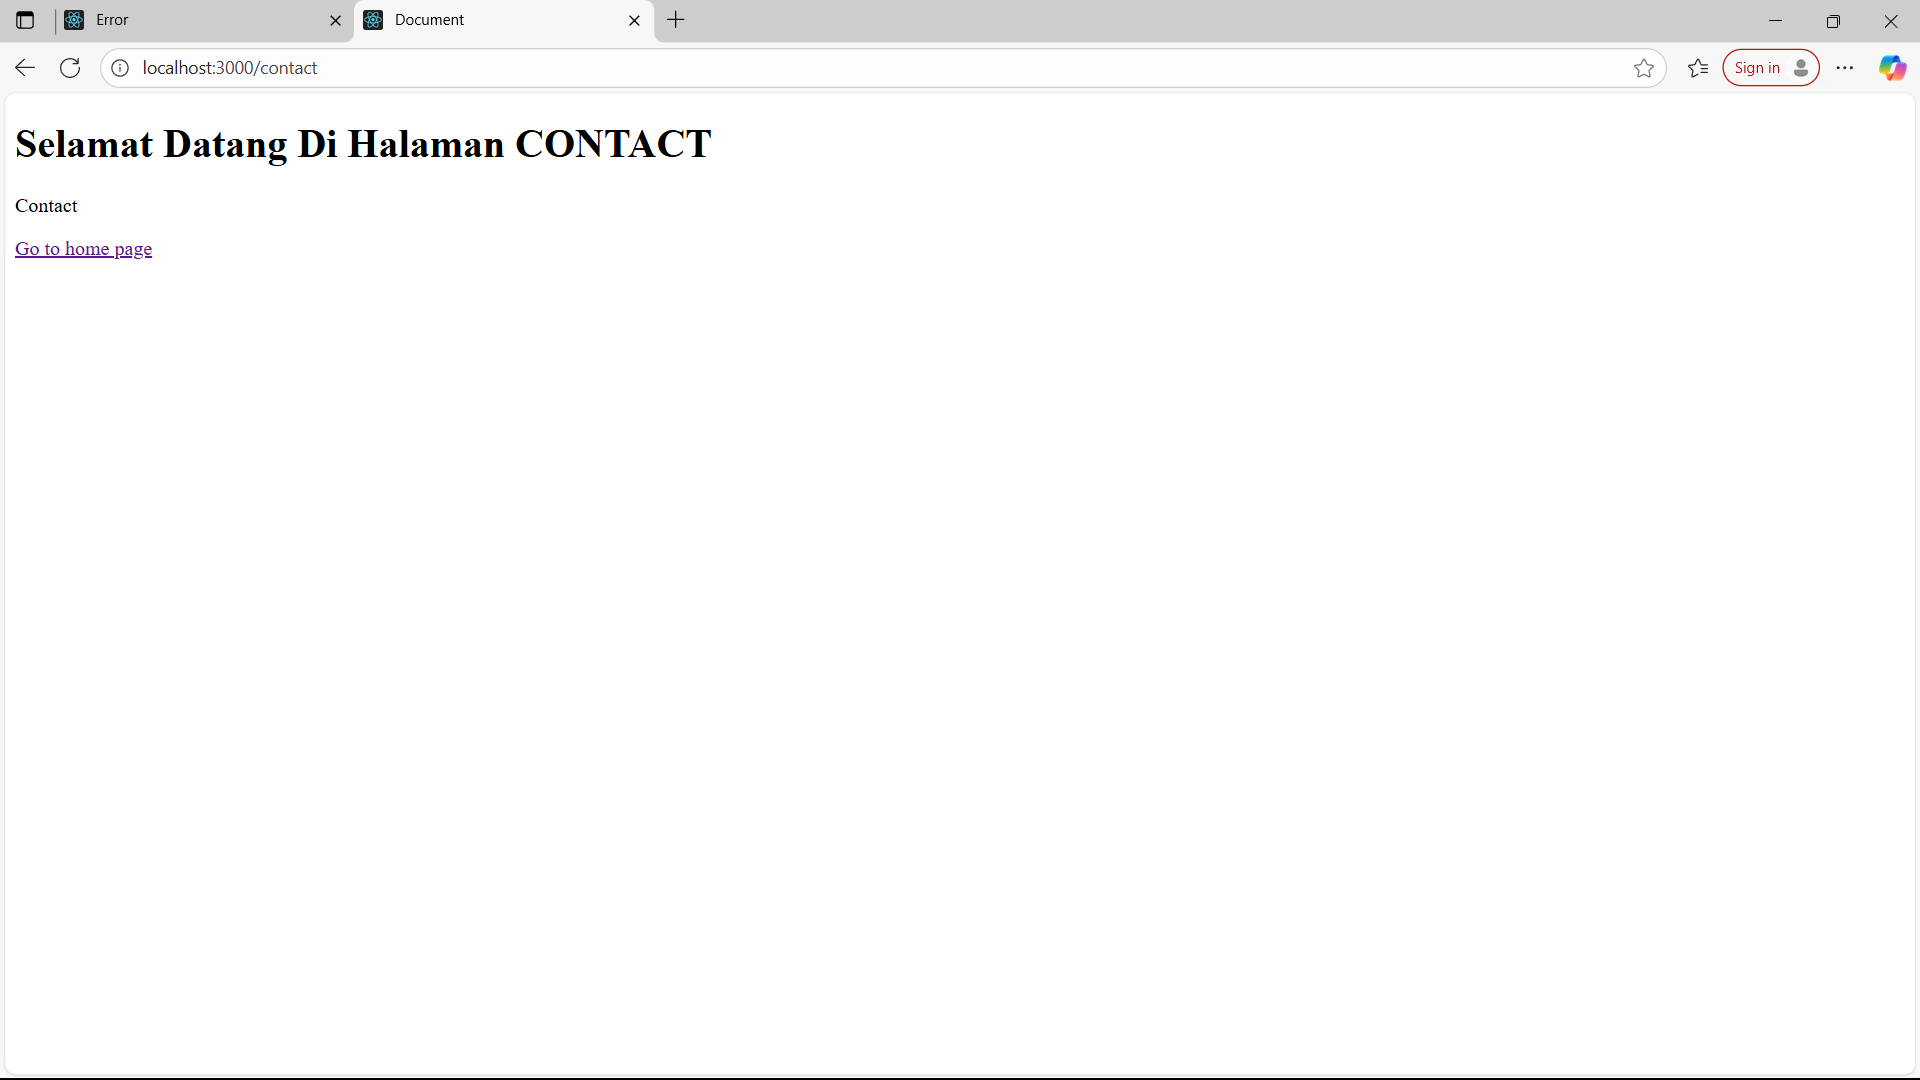 Error
Document
localhost:3000/contact
Sign in
Selamat Datang Di Halaman CONTACT
Contact
Go to home page